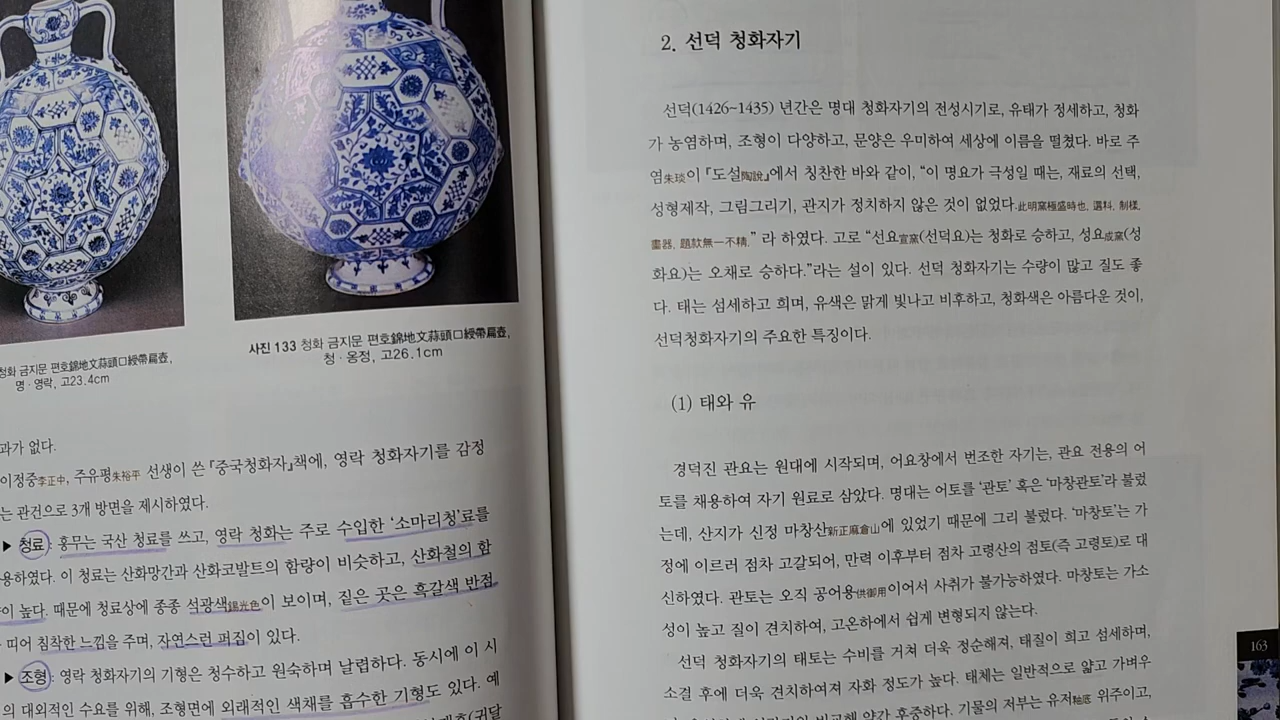 청화 금지문 편호錦地文蒜頭口綬帶扁壺,
明 · 영락, 고23.4cm
사진 133 청화 금지문 편호錦地文蒜頭口綬帶扁壺,
청 · 옹정, 고26.1cm
과가 없다.
이정중李正中, 주유평朱裕平 선생이 쓴 『중국청화자』책에, 영락 청화자기를 감정
는 관건으로 3개 방면을 제시하였다.
▶ 청료 : 홍무는 국산 청료를 쓰고, 영락 청화는 주로 수입한 ‘소마리청’료를
용하였다. 이 청료는 산화망간과 산화코발트의 함량이 비슷하고, 산화철의 함
이 높다. 때문에 청료상에 종종 석광색錫光色이 보이며, 짙은 곳은 흑갈색 반점
띠어 침착한 느낌을 주며, 자연스런 퍼짐이 있다.
▶ 조형 : 영락 청화자기의 기형은 청수하고 원숙하며 날렵하다. 동시에 이 시
의 대외적인 수요를 위해, 조형면에 외래적인 색채를 흡수한 기형도 있다. 예
2. 선덕 청화자기
선덕(1426~1435) 년간은 명대 청화자기의 전성시기로, 유태가 정세하고, 청화
가 농염하며, 조형이 다양하고, 문양은 우미하여 세상에 이름을 떨쳤다. 바로 주
염朱琰이 『도설陶說』에서 칭찬한 바와 같이, “이 명요가 극성일 때는, 재료의 선택,
성형제작, 그림그리기, 관지가 정치하지 않은 것이 없었다.此明窯極盛時也, 選料, 制樣,
畫器, 題款無一不精.” 라 하였다. 고로 “선요宣窯(선덕요)는 청화로 승하고, 성요成窯(성
화요)는 오채로 승하다.”라는 설이 있다. 선덕 청화자기는 수량이 많고 질도 좋
다. 태는 섬세하고 희며, 유색은 맑게 빛나고 비후하고, 청화색은 아름다운 것이,
선덕청화자기의 주요한 특징이다.
(1) 태와 유
경덕진 관요는 원대에 시작되며, 어요창에서 번조한 자기는, 관요 전용의 어
토를 채용하여 자기 원료로 삼았다. 명대는 어토를 ‘관토’ 혹은 ‘마창관토’라 불렀
는데, 산지가 신정 마창산新正麻倉山에 있었기 때문에 그리 불렀다. ‘마창토’는 가
정에 이르러 점차 고갈되어, 만력 이후부터 점차 고령산의 점토(즉 고령토)로 대
신하였다. 관토는 오직 공어용供御用이어서 사취가 불가능하였다. 마창토는 가소
성이 높고 질이 견치하여, 고온하에서 쉽게 변형되지 않는다.
선덕 청화자기의 태토는 수비를 거쳐 더욱 정순해져, 태질이 희고 섬세하며,
소결 후에 더욱 견치하여져 자화 정도가 높다. 태체는 일반적으로 얇고 가벼우
약간 후중하다. 기물의 저부는 유저釉底 위주이고,
163